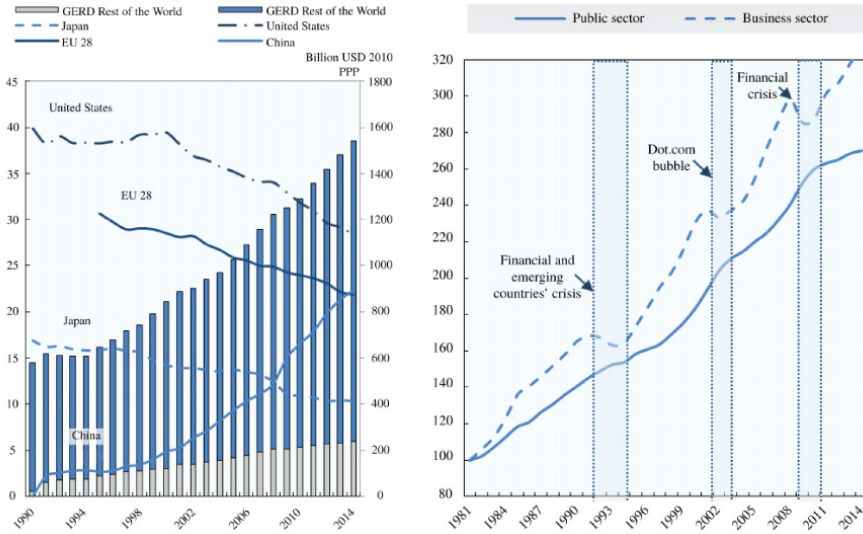 GERD Rest of the World
GERD Rest of the World
Japan
United States
EU 28
China
Billion USD 2010
PPP
45
40
35
30
25
20
15
10
5
0
1800
1600
1400
1200
1000
800
600
400
200
0
United States
EU 28
Japan
China
1990
1994
1998
2002
2006
2010
2014
Public sector
Business sector
320
300
280
260
240
220
200
180
160
140
120
100
80
Financial
crisis
Dot.com
bubble
Financial and
emerging
countries' crisis
1981
1984
1987
1990
1993
1996
1999
2002
2005
2008
2011
2014